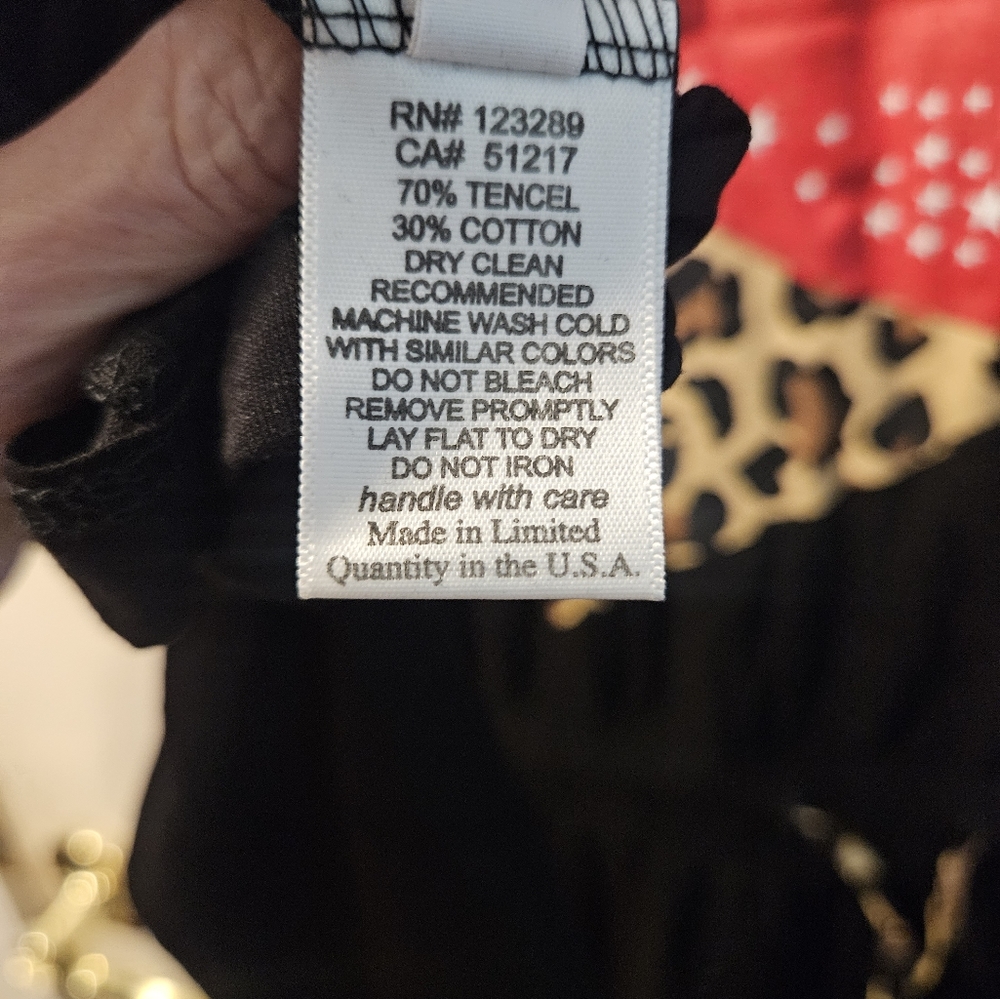 RN# 123289
CA# 51217
70% TENCEL
30% COTTON
DRY CLEAN
RECOMMENDED
MACHINE WASH COLD
WITH SIMILAR COLORS
DO NOT BLEACH
REMOVE PROMPTLY
LAY FLAT TO DRY
DO NOT IRON
handle with care
Made in Limited
Quantity in the U.S.A.